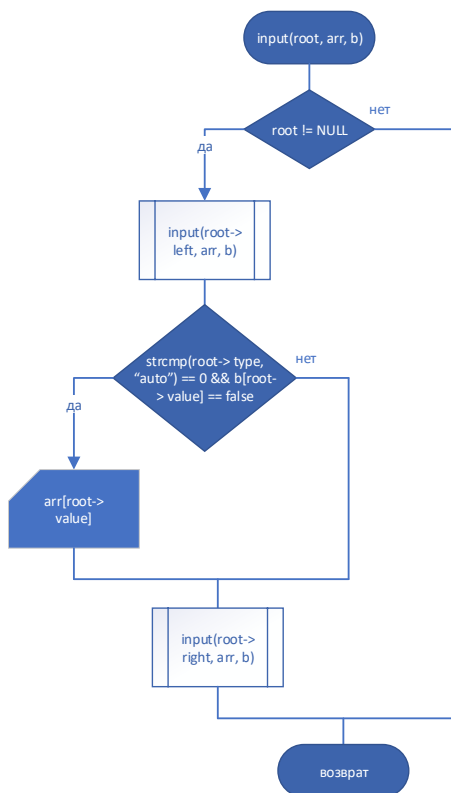 input(root, arr, b)
root != NULL
нет
да
input(root->
left, arr, b)
strcmp(root-> type,
“auto”) == 0 && b[root-
> value] == false
нет
да
arr[root->
value]
input(root->
right, arr, b)
возврат